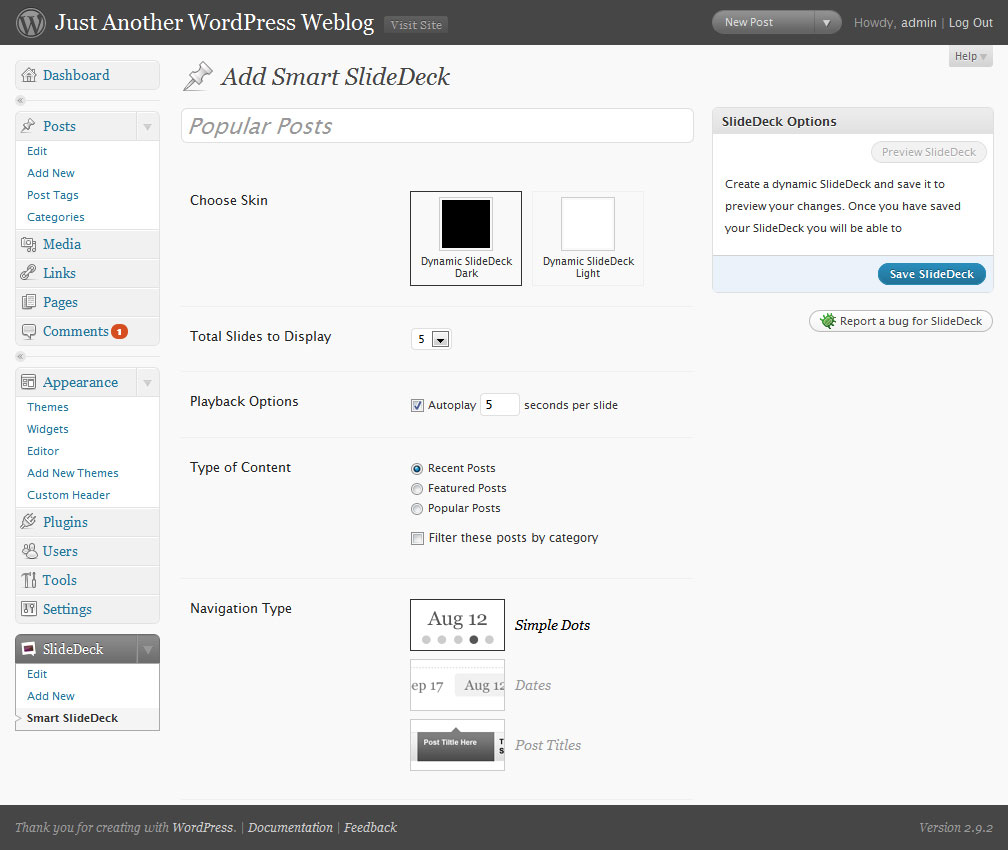 Just Another WordPress Weblog
Visit Site
New Post
Howdy, admin | Log Out
Help
Dashboard
Posts
Edit
Add New
Post Tags
Categories
Media
Links
Pages
Comments 1
Appearance
Themes
Widgets
Editor
Add New Themes
Custom Header
Plugins
Users
Tools
Settings
SlideDeck
Edit
Add New
Smart SlideDeck
Add Smart SlideDeck
Popular Posts
Choose Skin
Dynamic SlideDeck
Dark
Dynamic SlideDeck
Light
Total Slides to Display
5
Playback Options
Autoplay 5 seconds per slide
Type of Content
Recent Posts
Featured Posts
Popular Posts
Filter these posts by category
Navigation Type
Aug 12
Simple Dots
ep 17 Aug 12
Dates
Post Tiitle Here
T
S
Post Titles
SlideDeck Options
Preview SlideDeck
Create a dynamic SlideDeck and save it to
preview your changes. Once you have saved
your SlideDeck you will be able to
Save SlideDeck
Report a bug for SlideDeck
Thank you for creating with WordPress. | Documentation | Feedback
Version 2.9.2